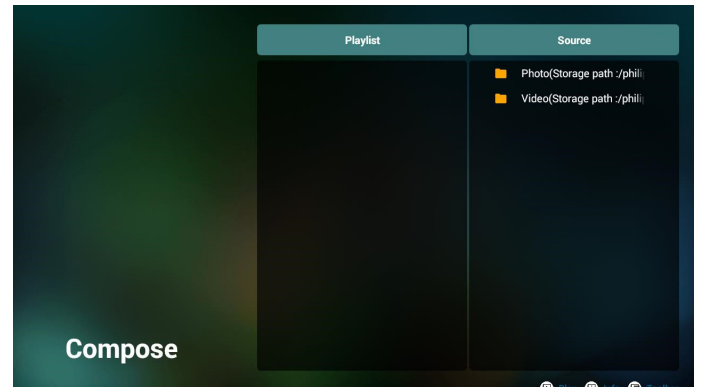 Playlist
Source
Photo(Storage path :/phili
Video(Storage path :/phili
Compose